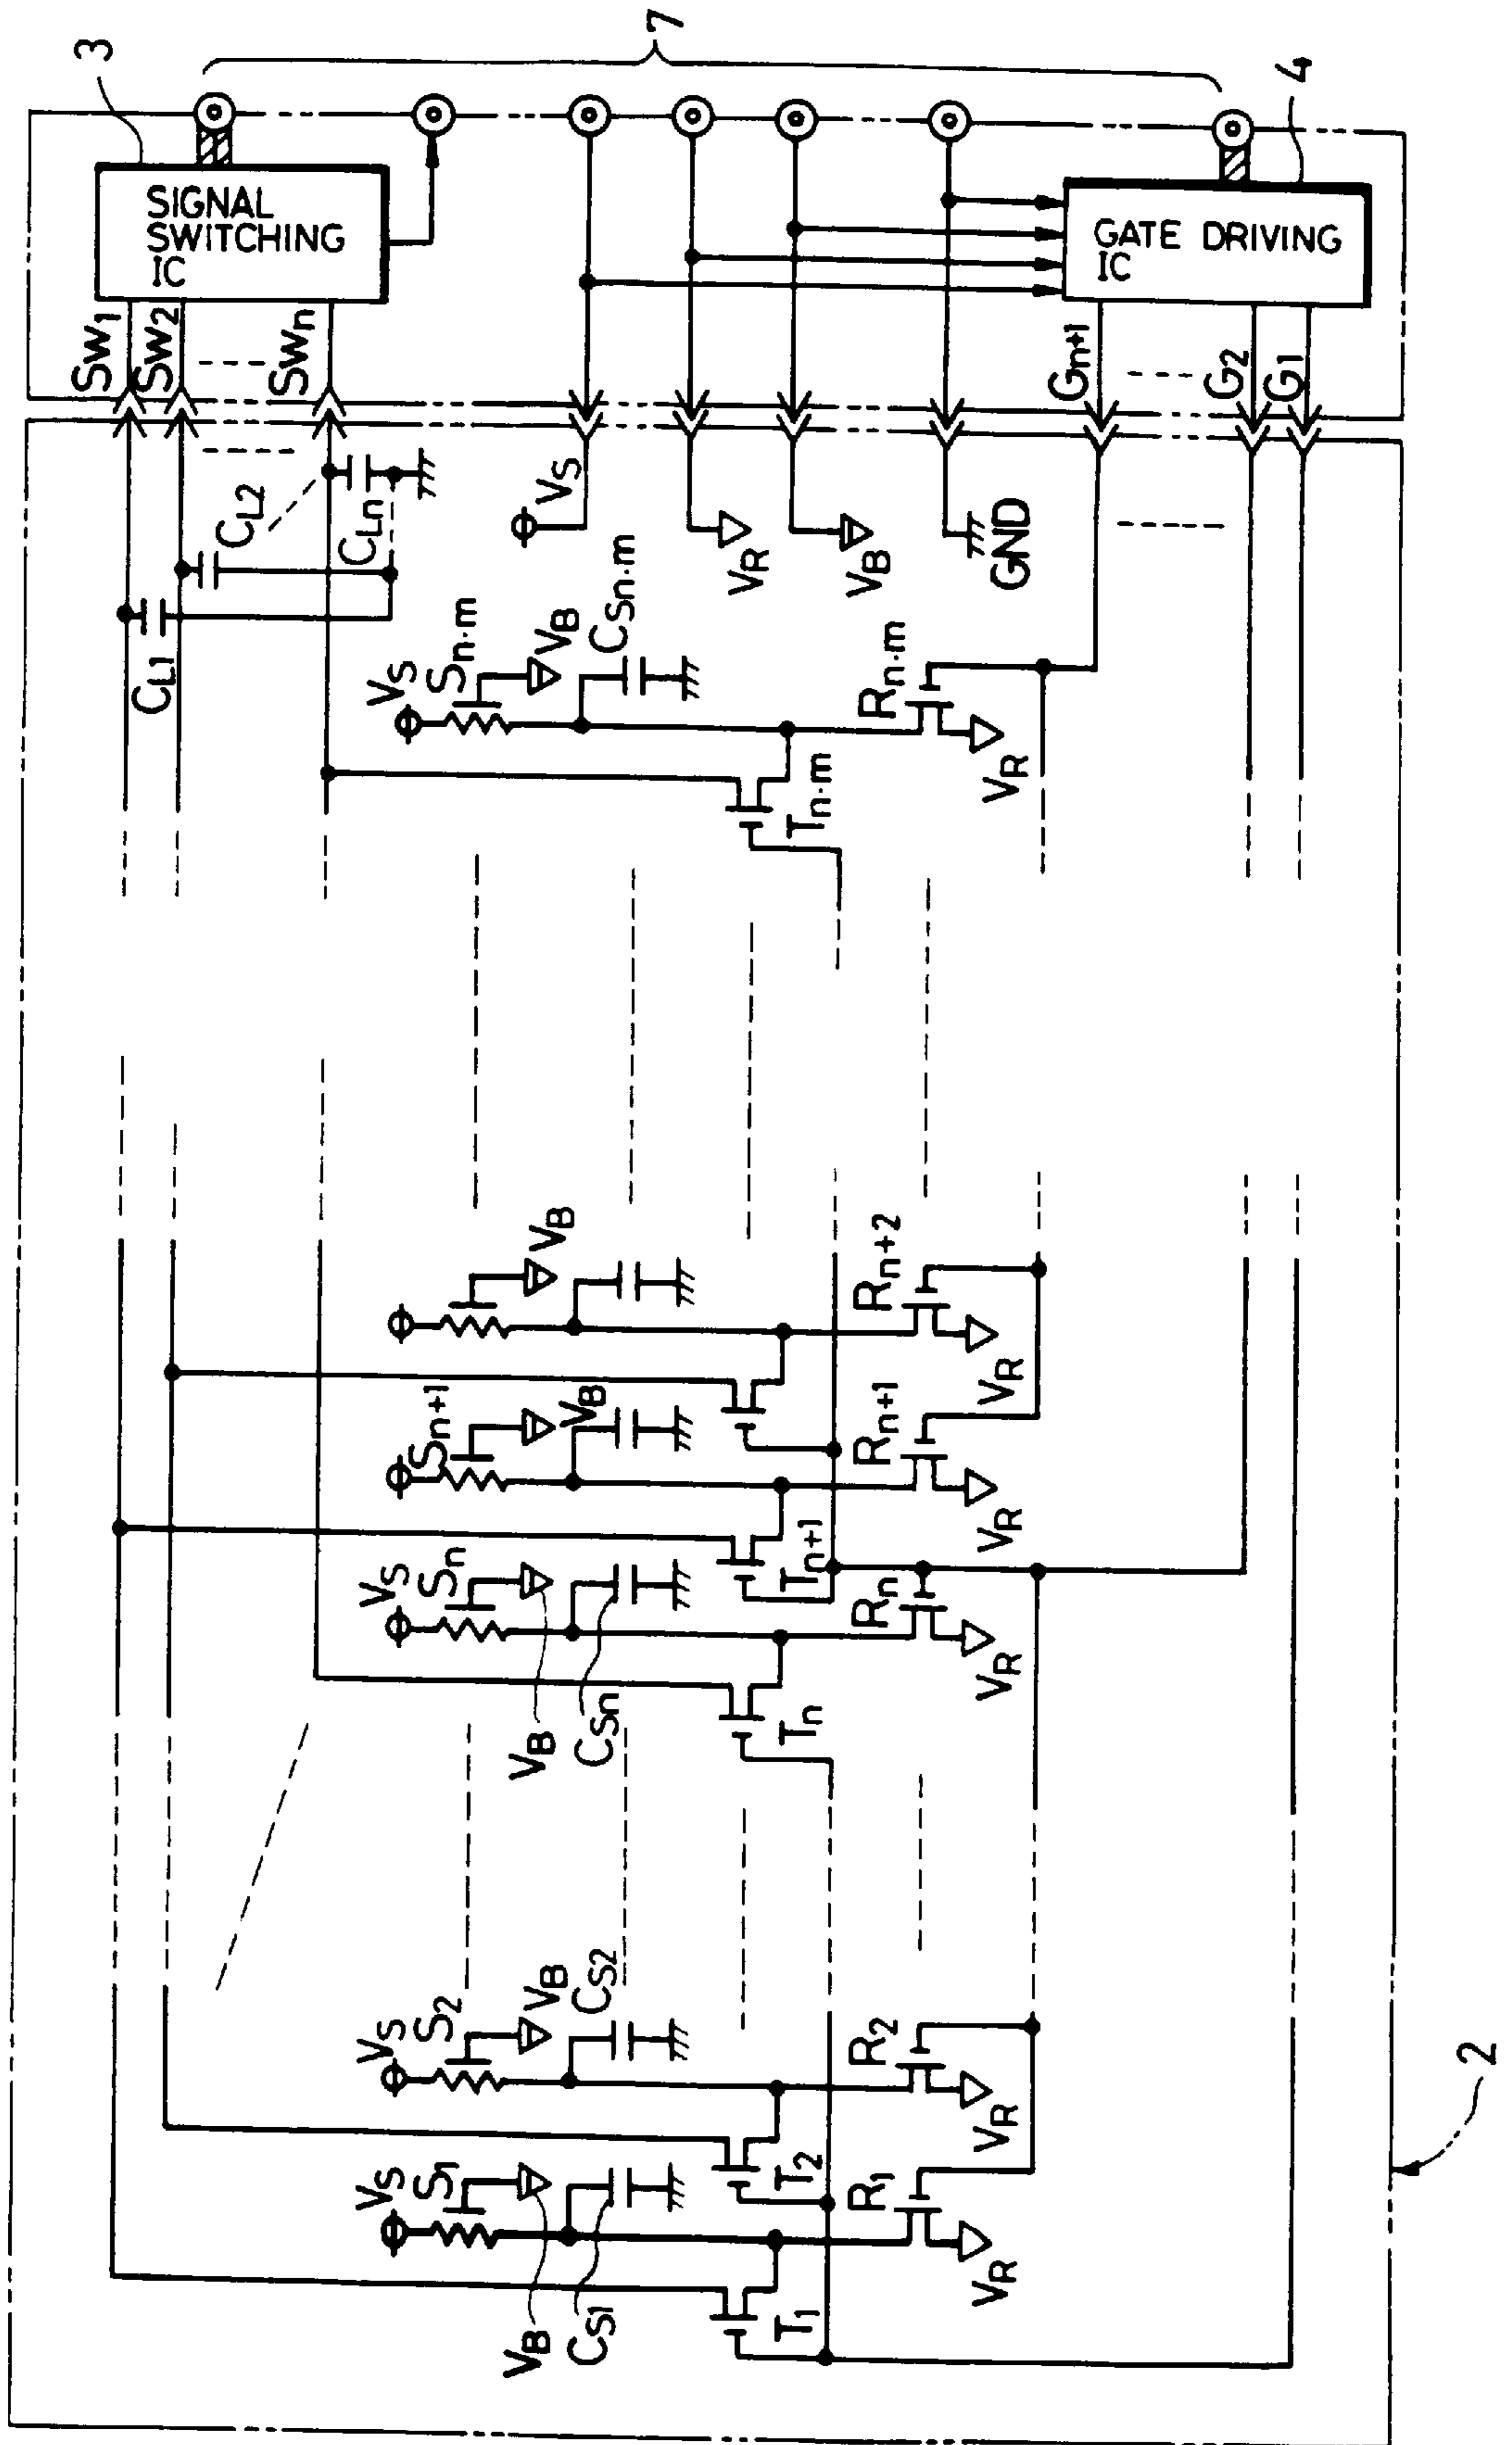 3
7
4
SIGNAL
SWITCHING
IC
GATE DRIVING
IC
SW1
SW2
SWn
Gn+1
G2
G1
CL1
CL2
CLn
VS
VR
VB
GND
VS
Sn·m
VB
CSn·m
Rn·m
Tn·m
VR
VB
Rn+2
VR
Sn+1
VB
Rn+1
Tn+1
VR
VS
Sn
VB
CSn
Rn
Tn
VR
VS
S2
VB
CS2
R2
T2
VR
VS
S1
VB
CS1
R1
T1
VR
2